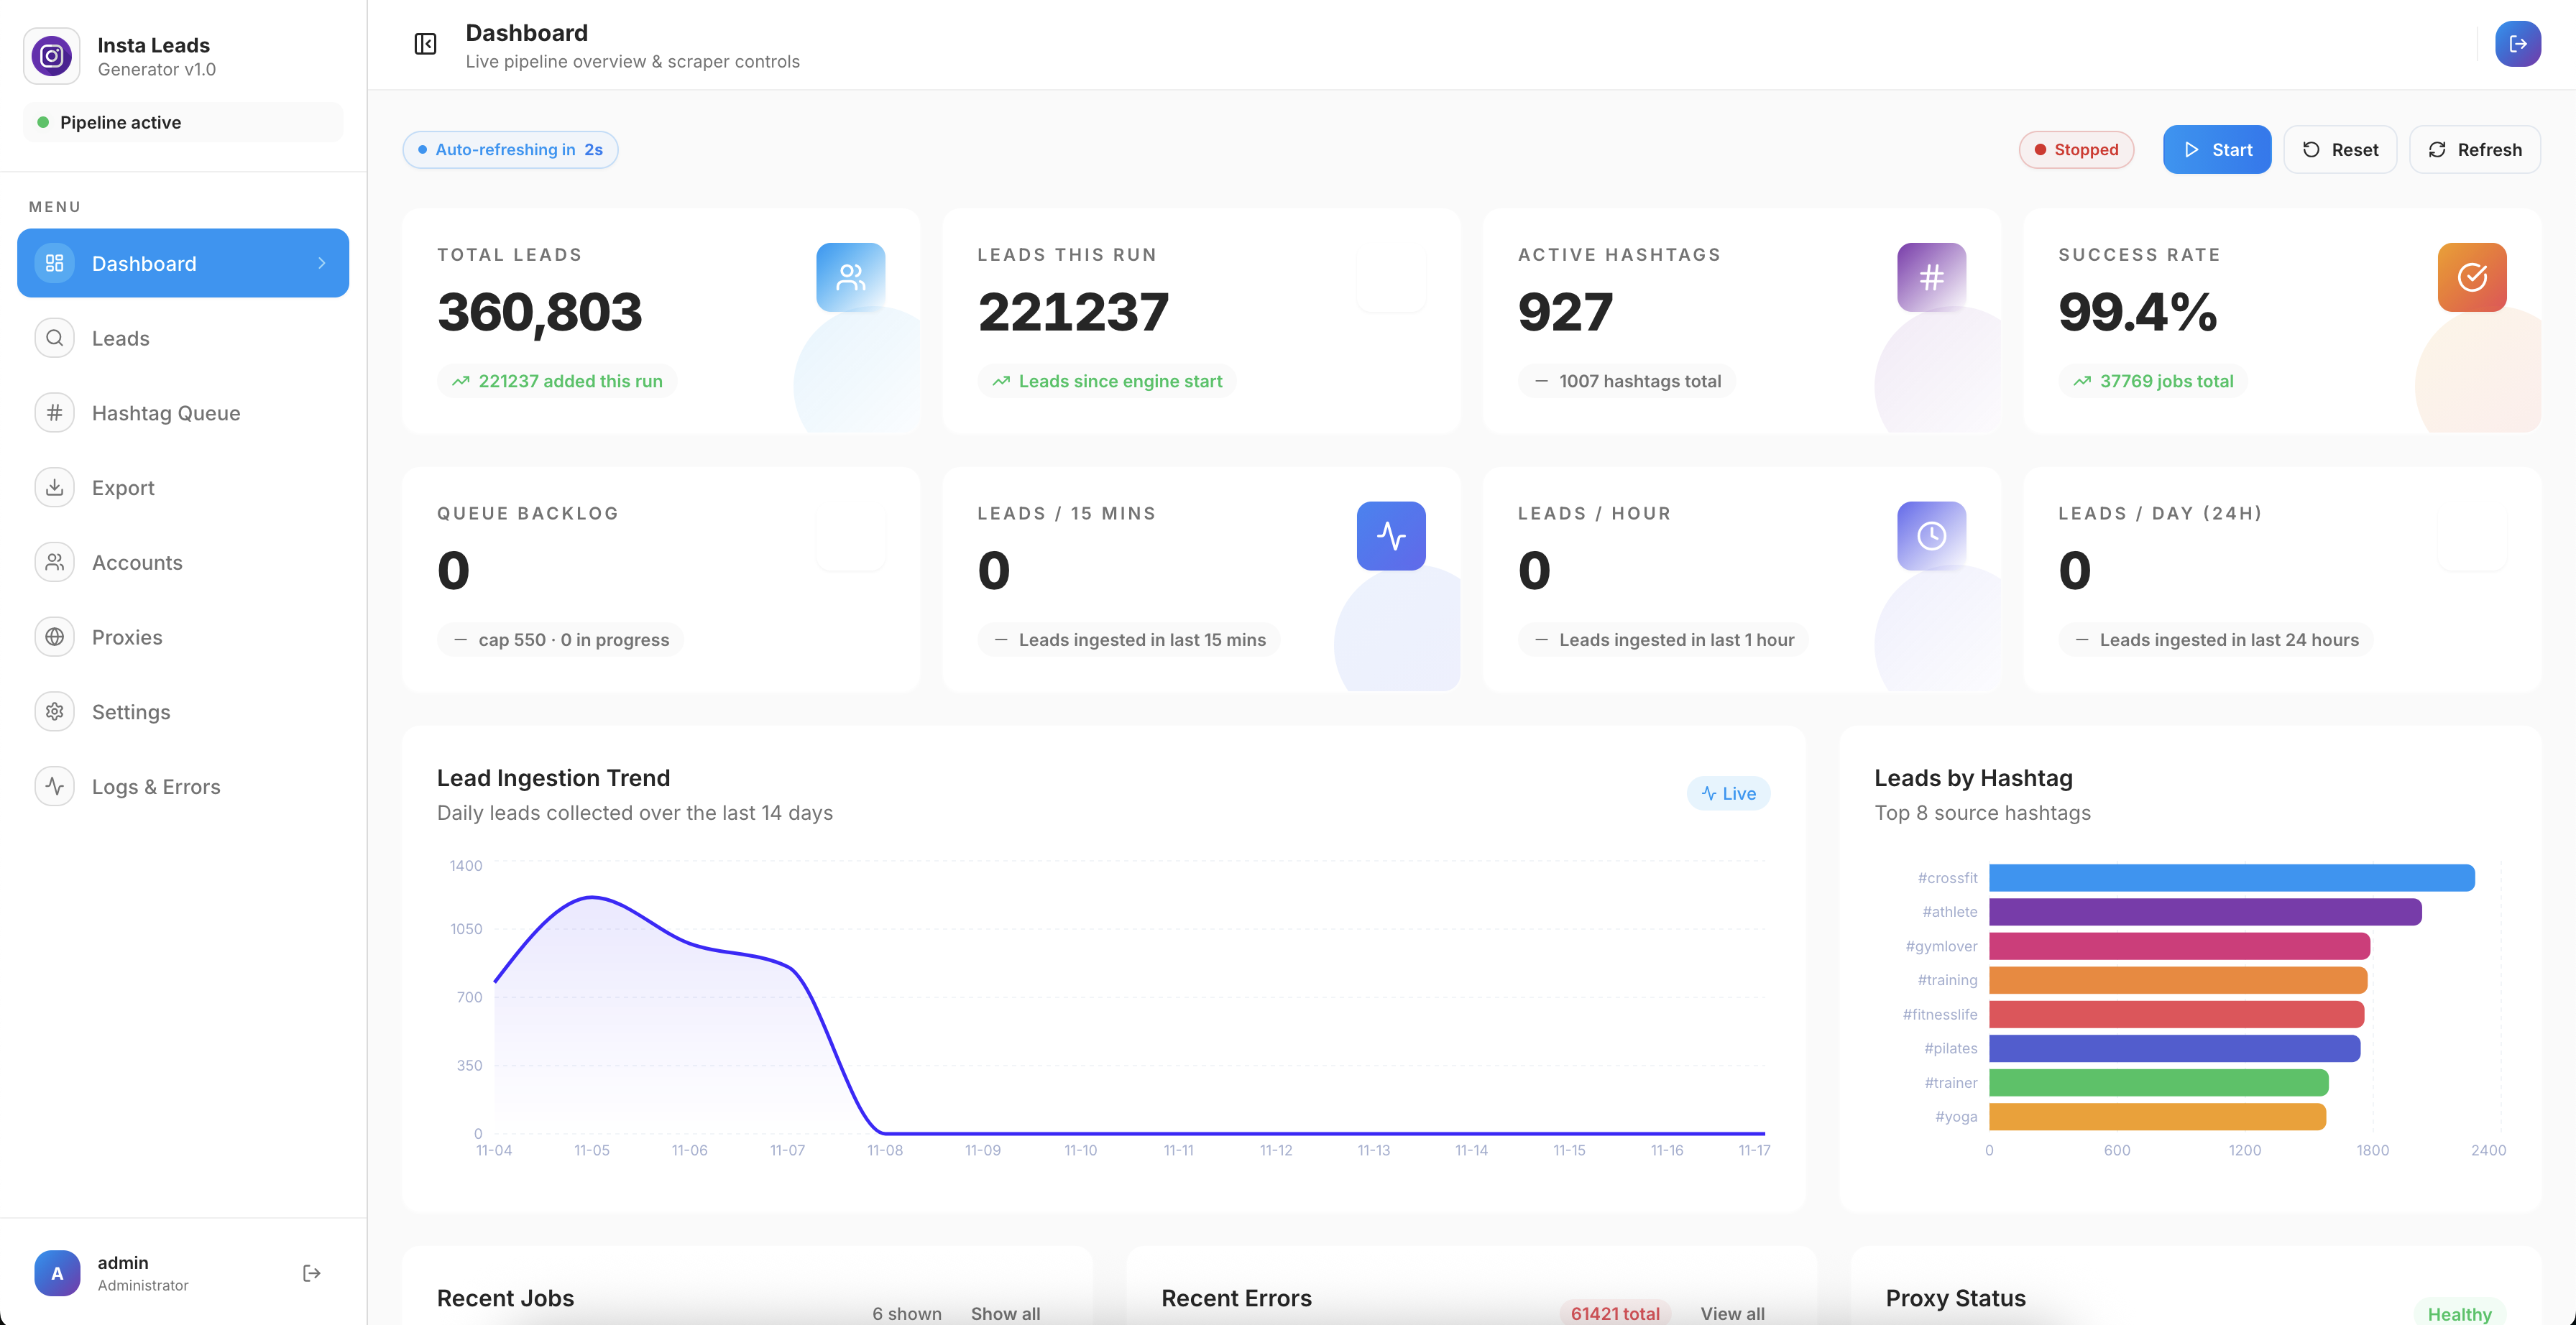 Insta Leads
Generator v1.0
Pipeline active
MENU
Dashboard
Leads
Hashtag Queue
Export
Accounts
Proxies
Settings
Logs & Errors
A
admin
Administrator
Dashboard
Live pipeline overview & scraper controls
Auto-refreshing in 2s
Stopped
Start
Reset
Refresh
TOTAL LEADS
360,803
221237 added this run
LEADS THIS RUN
221237
Leads since engine start
ACTIVE HASHTAGS
927
1007 hashtags total
SUCCESS RATE
99.4%
37769 jobs total
QUEUE BACKLOG
0
cap 550 · 0 in progress
LEADS / 15 MINS
0
Leads ingested in last 15 mins
LEADS / HOUR
0
Leads ingested in last 1 hour
LEADS / DAY (24H)
0
Leads ingested in last 24 hours
Lead Ingestion Trend
Daily leads collected over the last 14 days
Live
1400
1050
700
350
0
11-04 11-05 11-06 11-07 11-08 11-09 11-10 11-11 11-12 11-13 11-14 11-15 11-16 11-17
Leads by Hashtag
Top 8 source hashtags
#crossfit
#athlete
#gymlover
#training
#fitnesslife
#pilates
#trainer
#yoga
0 600 1200 1800 2400
Recent Jobs
6 shown Show all
Recent Errors
61421 total View all
Proxy Status
Healthy